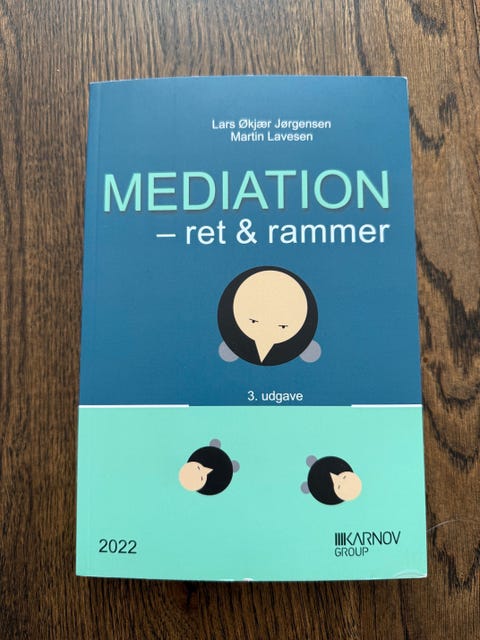 Lars Økjær Jørgensen
Martin Lavesen
MEDIATION
– ret & rammer
3. udgave
2022
KARNOV
GROUP